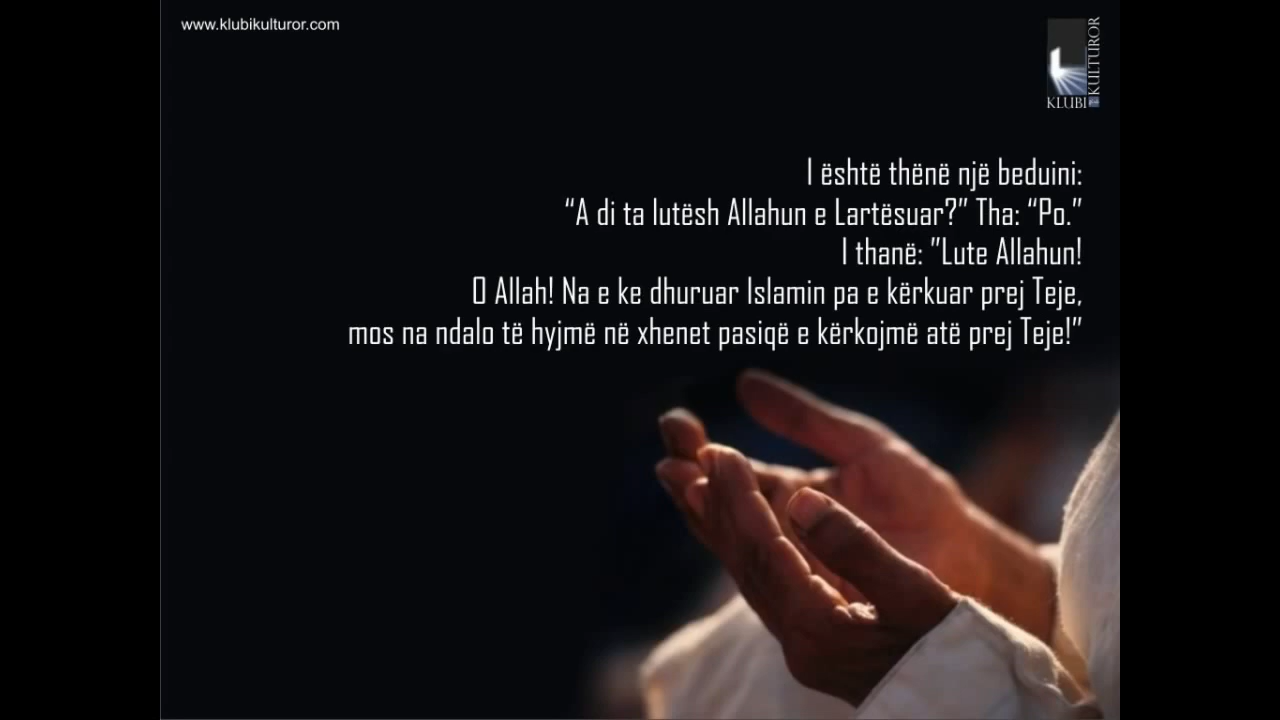 www.klubikulturor.com
KLUBI KULTUROR
I është thënë një beduini:
“A di ta lutësh Allahun e Lartësuar?” Tha: “Po.”
I thanë: ”Lute Allahun!
O Allah! Na e ke dhuruar Islamin pa e kërkuar prej Teje,
mos na ndalo të hyjmë në xhenet pasiqë e kërkojmë atë prej Teje!”